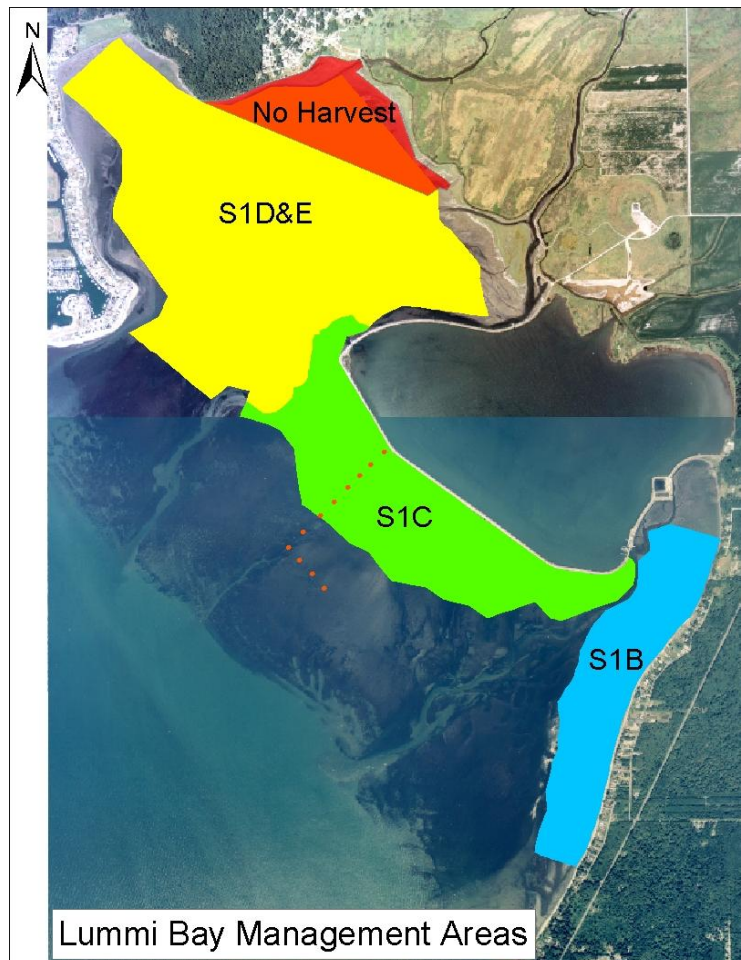 N
No Harvest
S1D&E
S1C
S1B
Lummi Bay Management Areas